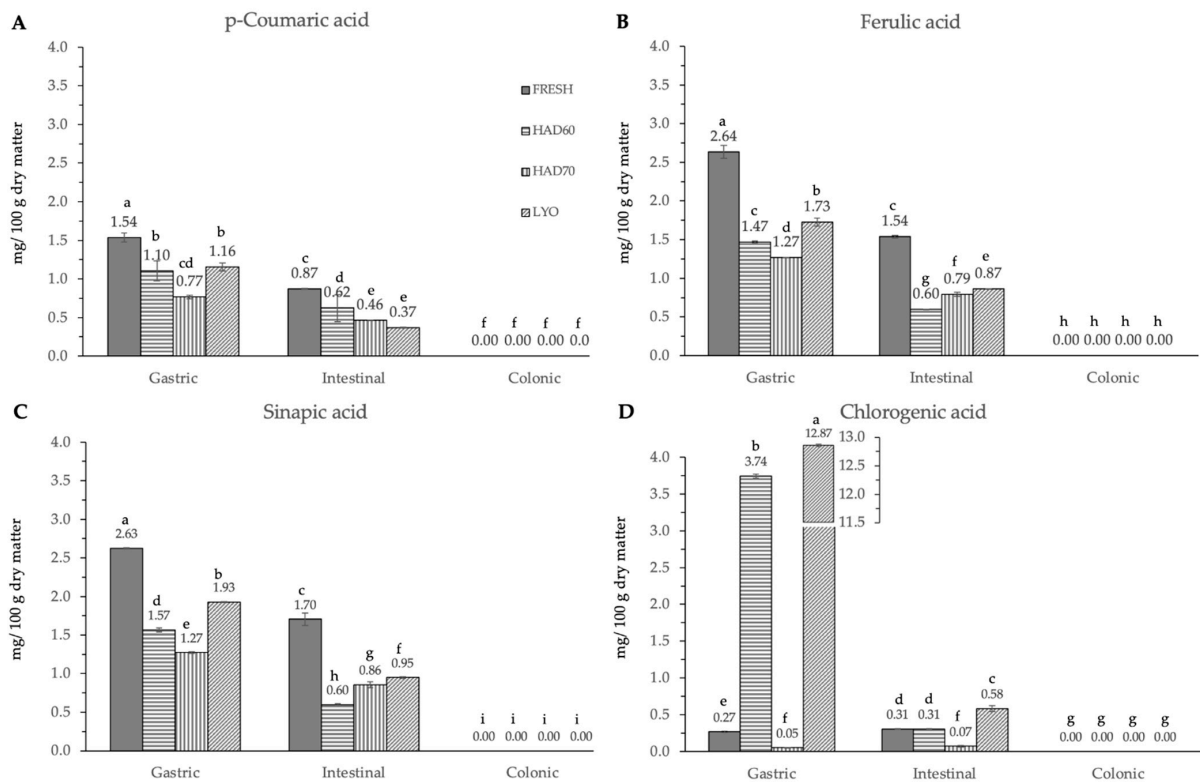 A
p-Coumaric acid
mg/ 100 g dry matter
4.0
3.5
3.0
2.5
2.0
1.5
1.0
0.5
0.0
FRESH
HAD60
HAD70
LYO
a
1.54
b
1.10
cd
0.77
b
1.16
c
0.87
d
0.62
e
0.46
e
0.37
f f f f
0.00 0.00 0.00 0.0
Gastric Intestinal Colonic
B
Ferulic acid
mg/ 100 g dry matter
4.0
3.5
3.0
2.5
2.0
1.5
1.0
0.5
0.0
a
2.64
c
1.47
d
1.27
b
1.73
c
1.54
g
0.60
f
0.79
e
0.87
h h h h
0.00 0.00 0.00 0.00
Gastric Intestinal Colonic
C
Sinapic acid
mg/ 100 g dry matter
4.0
3.5
3.0
2.5
2.0
1.5
1.0
0.5
0.0
a
2.63
d
1.57
e
1.27
b
1.93
c
1.70
h
0.60
g
0.86
f
0.95
i i i i
0.00 0.00 0.00 0.00
Gastric Intestinal Colonic
D
Chlorogenic acid
mg/ 100 g dry matter
4.0
3.5
3.0
2.5
2.0
1.5
1.0
0.5
0.0
e
0.27
b
3.74
f
0.05
a
12.87
13.0
12.0
11.5
d
0.31
d
0.31
f
0.07
c
0.58
g g g g
0.00 0.00 0.00 0.00
Gastric Intestinal Colonic